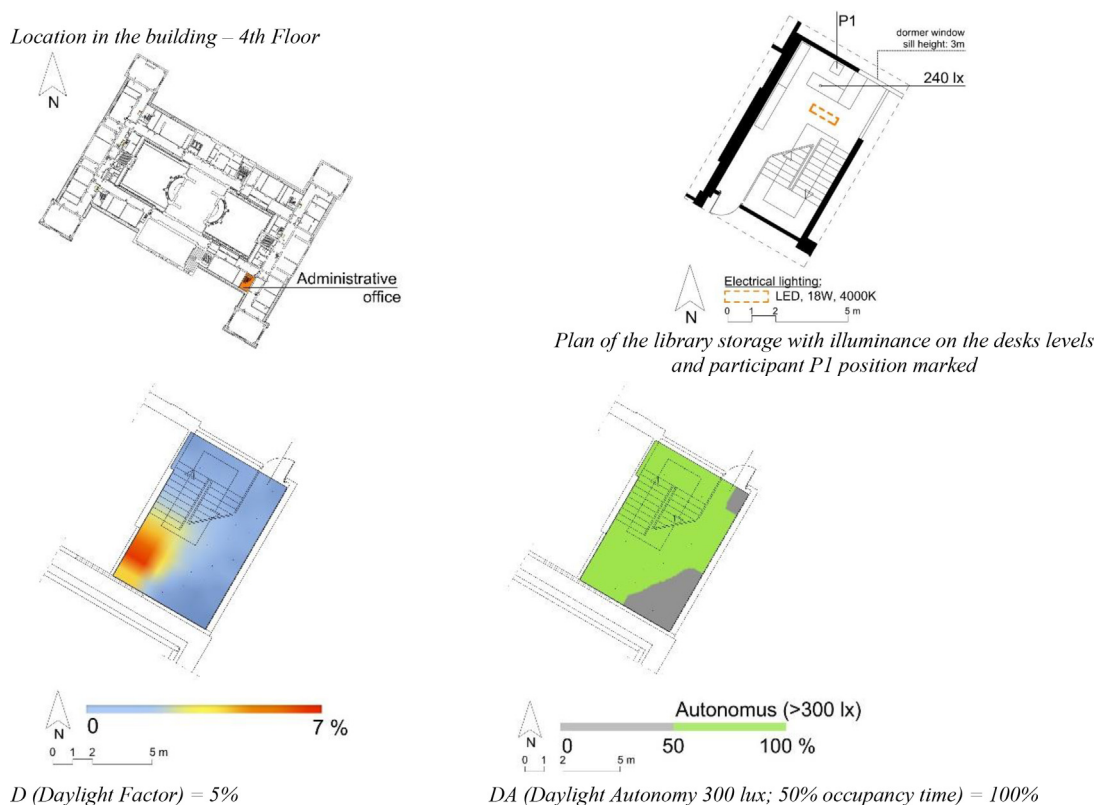 Location in the building – 4th Floor
N
Administrative
office
P1
dormer window
sill height: 3m
240 lx
N
Electrical lighting;
LED, 18W, 4000K
0 1 2 5 m
Plan of the library storage with illuminance on the desks levels
and participant P1 position marked
N
0 7 %
0 1 2 5 m
D (Daylight Factor) = 5%
N
Autonomus (>300 lx)
0 50 100 %
0 1 2 5 m
DA (Daylight Autonomy 300 lux; 50% occupancy time) = 100%